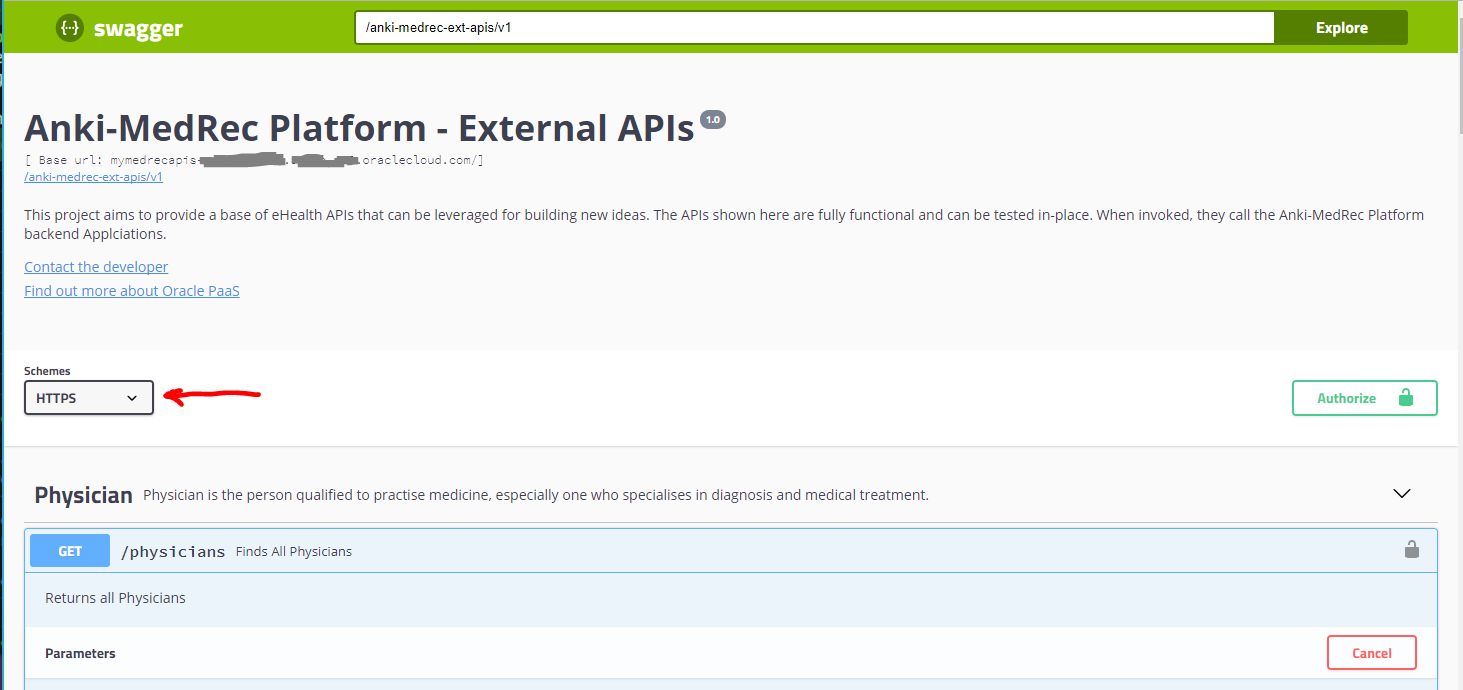 {··} swagger
/anki-medrec-ext-apis/v1
Explore
Anki-MedRec Platform - External APIs 1.0
[ Base url: mymedrecapis- . .oraclecloud.com/]
/anki-medrec-ext-apis/v1
This project aims to provide a base of eHealth APIs that can be leveraged for building new ideas. The APIs shown here are fully functional and can be tested in-place. When invoked, they call the Anki-MedRec Platform
backend Applciations.
Contact the developer
Find out more about Oracle PaaS
Schemes
HTTPS
Authorize
Physician Physician is the person qualified to practise medicine, especially one who specialises in diagnosis and medical treatment.
GET /physicians Finds All Physicians
Returns all Physicians
Parameters
Cancel